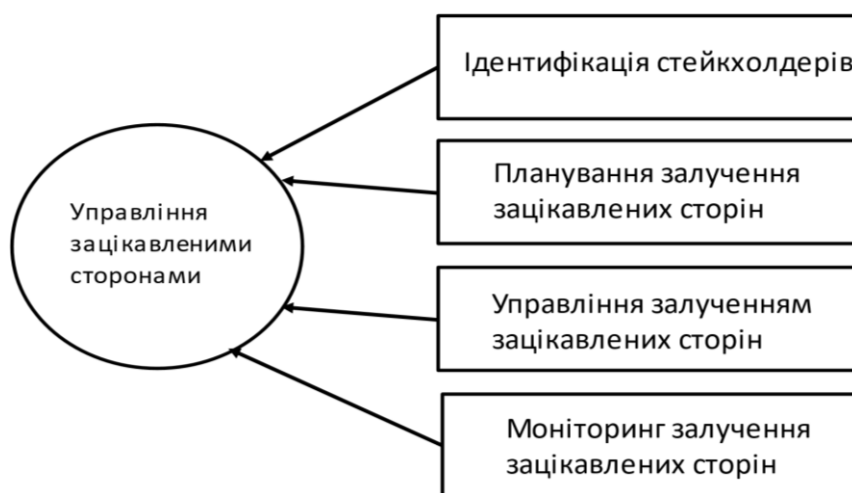 Ідентифікація стейкхолдерів
Планування залучення
зацікавлених сторін
Управління
зацікавленими
сторонами
Управління залученням
зацікавлених сторін
Моніторинг залучення
зацікавлених сторін